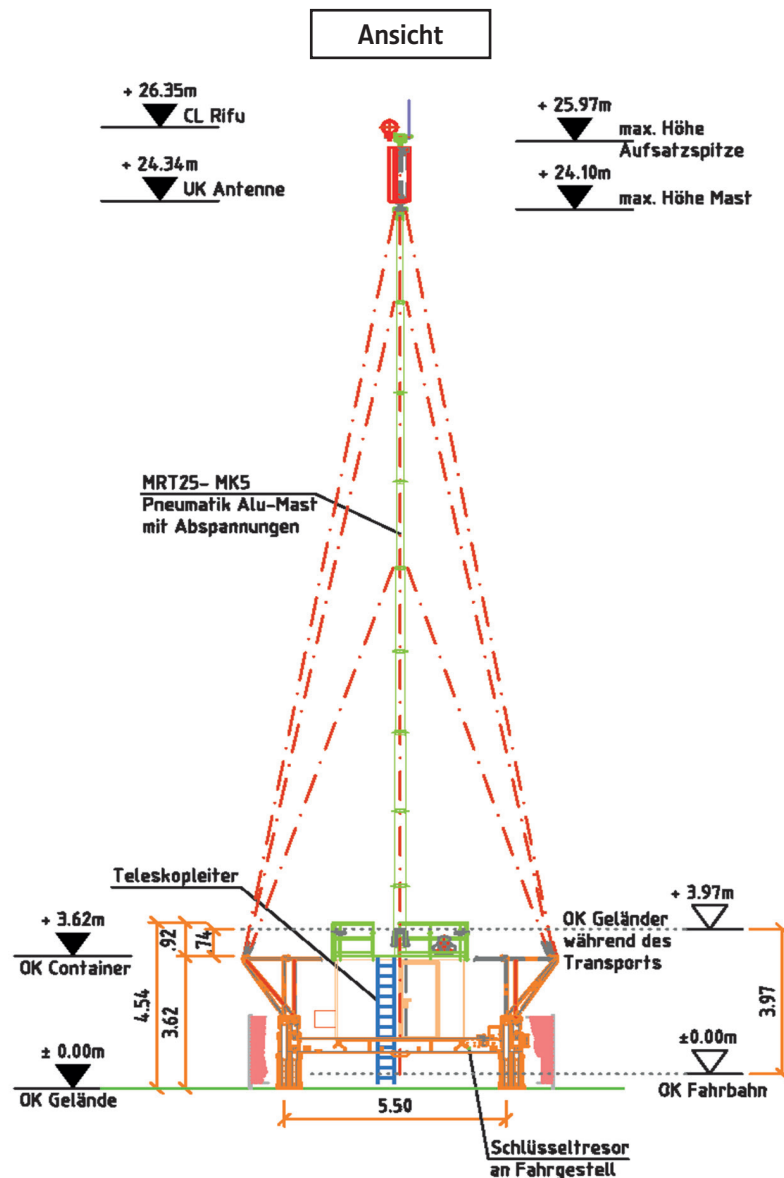 Ansicht
+ 26.35m
CL Rifu
+ 25.97m
max. Höhe
Aufsatzspitze
+ 24.34m
UK Antenne
+ 24.10m
max. Höhe Mast
MRT25- MK5
Pneumatik Alu-Mast
mit Abspannungen
Teleskopleiter
+ 3.62m
OK Container
4.54
,92
,74
3.62
OK Geländer
während des
Transports
+ 3.97m
3.97
± 0.00m
OK Gelände
±0.00m
OK Fahrbahn
5.50
Schlüsseltresor
an Fahrgestell